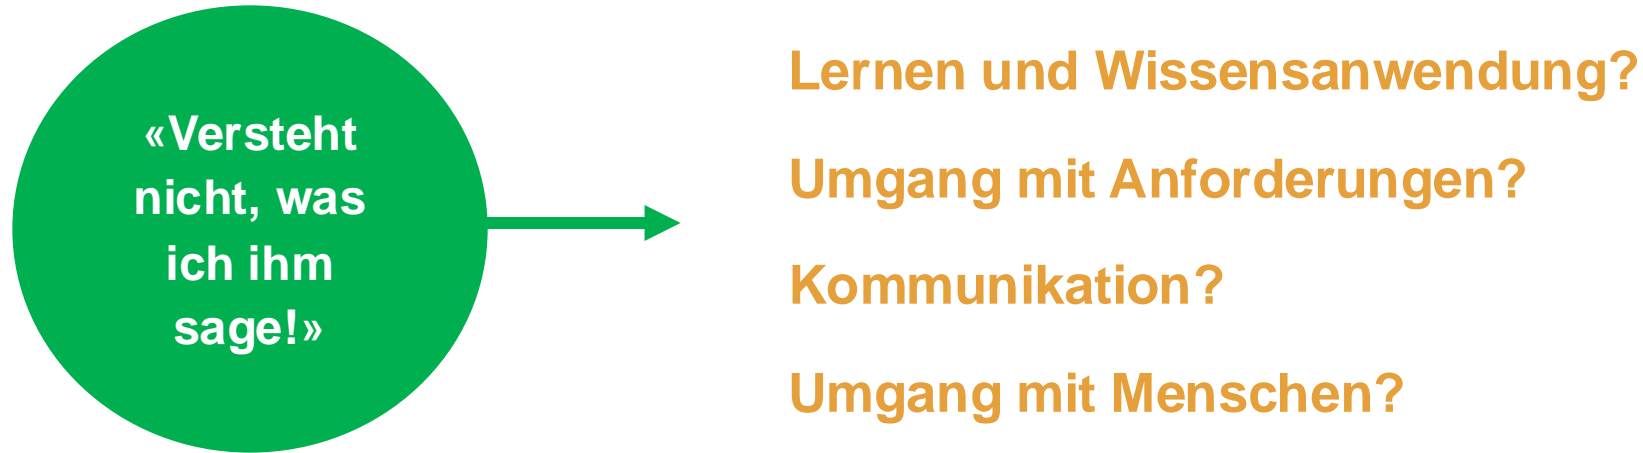 «Versteht
nicht, was
ich ihm
sage!»
Lernen und Wissensanwendung?
Umgang mit Anforderungen?
Kommunikation?
Umgang mit Menschen?